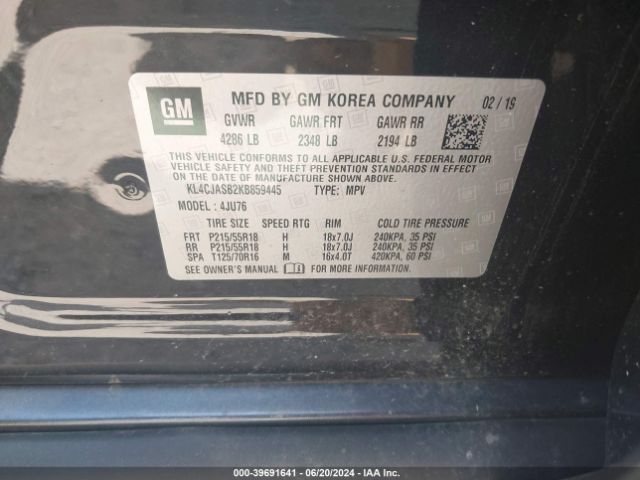 GM
MFD BY GM KOREA COMPANY 02 / 19
GVWR GAWR FRT GAWR RR
4286 LB 2348 LB 2194 LB
THIS VEHICLE CONFORMS TO ALL APPLICABLE U.S. FEDERAL MOTOR
VEHICLE SAFETY AND THEFT PREVENTION STANDARDS IN EFFECT
ON THE DATE OF MANUFACTURE SHOWN ABOVE.
KL4CJASB2KB859445 TYPE: MPV
MODEL : 4JU76
TIRE SIZE SPEED RTG RIM COLD TIRE PRESSURE
FRT P215/55R18 H 18x7.0J 240KPA, 35 PSI
RR P215/55R18 H 18x7.0J 240KPA, 35 PSI
SPA T125/70R16 M 16x4.0T 420KPA, 60 PSI
SEE OWNER'S MANUAL FOR MORE INFORMATION.
000-39691641 / 06/20/2024 - IAA Inc.